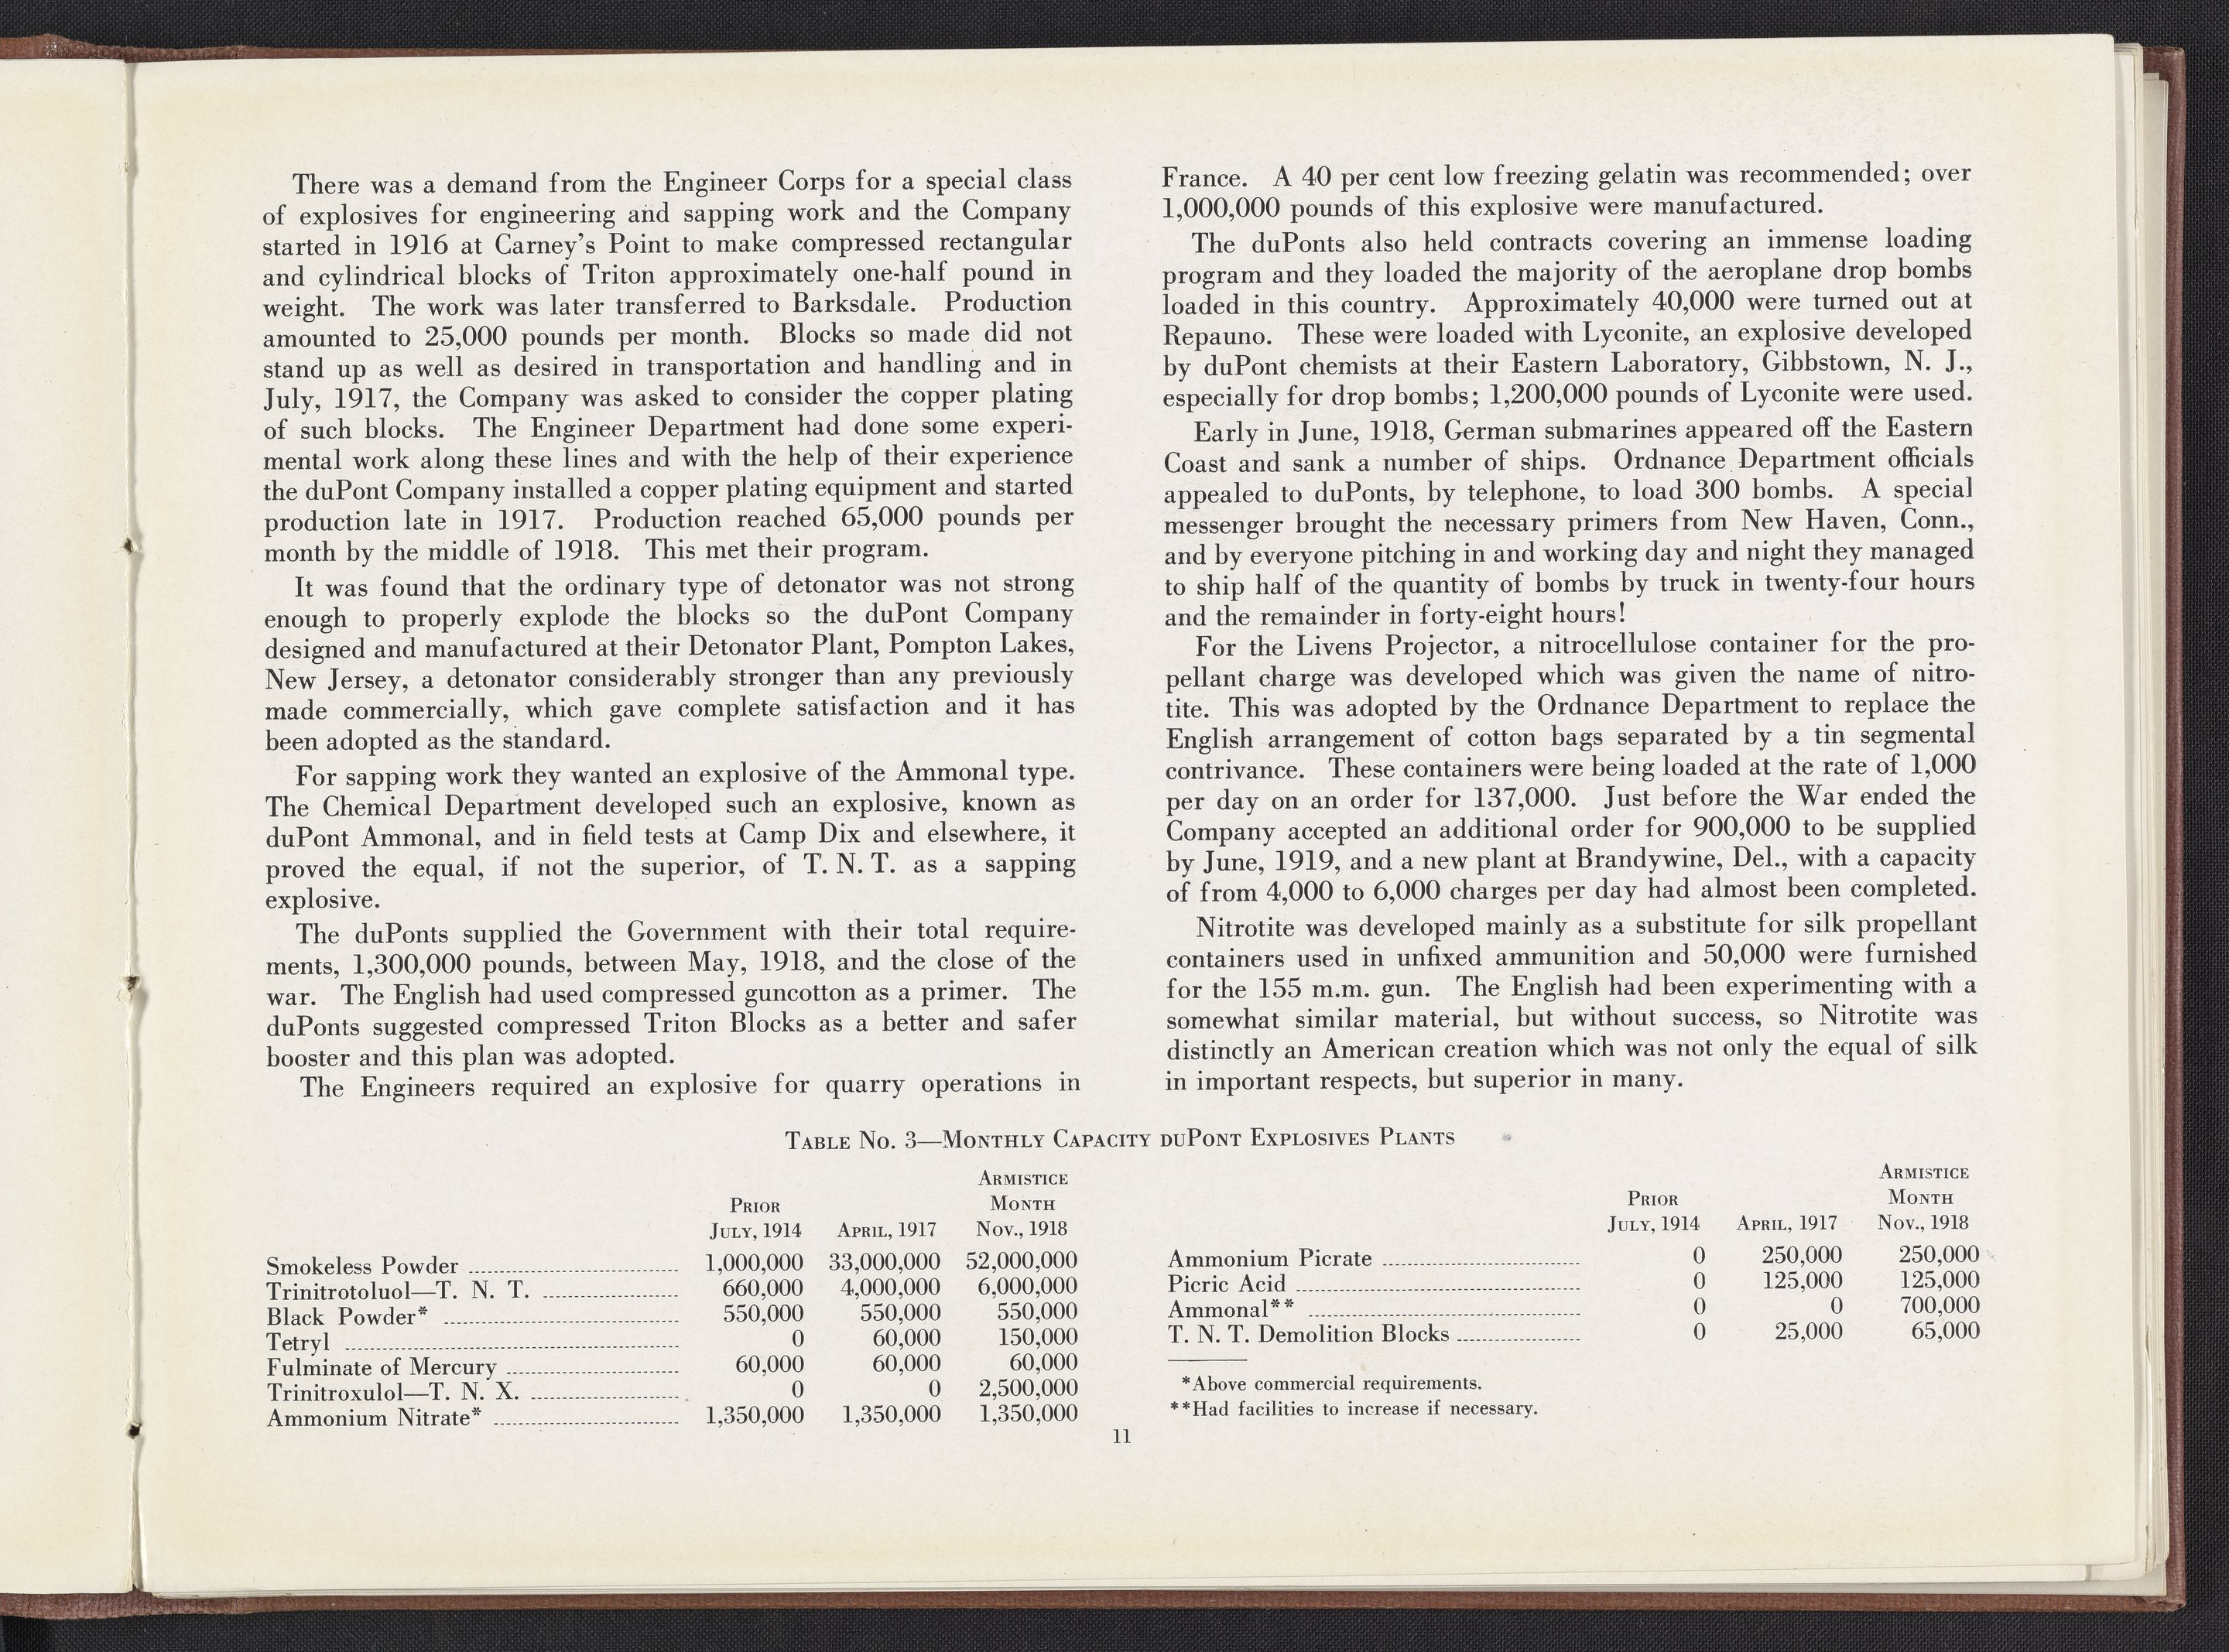 There was a demand from the Engineer Corps for a special class
of explosives for engineering and sapping work and the Company
started in 1916 at Carney's Point to make compressed rectangular
and cylindrical blocks of Triton approximately one-half pound in
weight. The work was later transferred to Barksdale. Production
amounted to 25,000 pounds per month. Blocks so made did not
stand up as well as desired in transportation and handling and in
July, 1917, the Company was asked to consider the copper plating
of such blocks. The Engineer Department had done some experi-
mental work along these lines and with the help of their experience
the duPont Company installed a copper plating equipment and started
production late in 1917. Production reached 65,000 pounds per
month by the middle of 1918. This met their program.
It was found that the ordinary type of detonator was not strong
enough to properly explode the blocks so the duPont Company
designed and manufactured at their Detonator Plant, Pompton Lakes,
New Jersey, a detonator considerably stronger than any previously
made commercially, which gave complete satisfaction and it has
been adopted as the standard.
For sapping work they wanted an explosive of the Ammonal type.
The Chemical Department developed such an explosive, known as
duPont Ammonal, and in field tests at Camp Dix and elsewhere, it
proved the equal, if not the superior, of T. N. T. as a sapping
explosive.
The duPonts supplied the Government with their total require-
ments, 1,300,000 pounds, between May, 1918, and the close of the
war. The English had used compressed guncotton as a primer. The
duPonts suggested compressed Triton Blocks as a better and safer
booster and this plan was adopted.
The Engineers required an explosive for quarry operations in
France. A 40 per cent low freezing gelatin was recommended; over
1,000,000 pounds of this explosive were manufactured.
The duPonts also held contracts covering an immense loading
program and they loaded the majority of the aeroplane drop bombs
loaded in this country. Approximately 40,000 were turned out at
Repauno. These were loaded with Lyconite, an explosive developed
by duPont chemists at their Eastern Laboratory, Gibbstown, N. J.,
especially for drop bombs; 1,200,000 pounds of Lyconite were used.
Early in June, 1918, German submarines appeared off the Eastern
Coast and sank a number of ships. Ordnance Department officials
appealed to duPonts, by telephone, to load 300 bombs. A special
messenger brought the necessary primers from New Haven, Conn.,
and by everyone pitching in and working day and night they managed
to ship half of the quantity of bombs by truck in twenty-four hours
and the remainder in forty-eight hours!
For the Livens Projector, a nitrocellulose container for the pro-
pellant charge was developed which was given the name of nitro-
tite. This was adopted by the Ordnance Department to replace the
English arrangement of cotton bags separated by a tin segmental
contrivance. These containers were being loaded at the rate of 1,000
per day on an order for 137,000. Just before the War ended the
Company accepted an additional order for 900,000 to be supplied
by June, 1919, and a new plant at Brandywine, Del., with a capacity
of from 4,000 to 6,000 charges per day had almost been completed.
Nitrotite was developed mainly as a substitute for silk propellant
containers used in unfixed ammunition and 50,000 were furnished
for the 155 m.m. gun. The English had been experimenting with a
somewhat similar material, but without success, so Nitrotite was
distinctly an American creation which was not only the equal of silk
in important respects, but superior in many.
TABLE NO. 3—MONTHLY CAPACITY DUPONT EXPLOSIVES PLANTS
ARMISTICE
PRIOR MONTH
JULY, 1914 APRIL, 1917 NOV., 1918
Smokeless Powder 1,000,000 33,000,000 52,000,000
Trinitrotoluol—T. N. T. 660,000 4,000,000 6,000,000
Black Powder* 550,000 550,000 550,000
Tetryl 0 60,000 150,000
Fulminate of Mercury 60,000 60,000 60,000
Trinitroxulol—T. N. X. 0 0 2,500,000
Ammonium Nitrate* 1,350,000 1,350,000 1,350,000
ARMISTICE
PRIOR MONTH
JULY, 1914 APRIL, 1917 NOV., 1918
Ammonium Picrate 0 250,000 250,000
Picric Acid 0 125,000 125,000
Ammonal** 0 0 700,000
T. N. T. Demolition Blocks 0 25,000 65,000
*Above commercial requirements.
**Had facilities to increase if necessary.
11